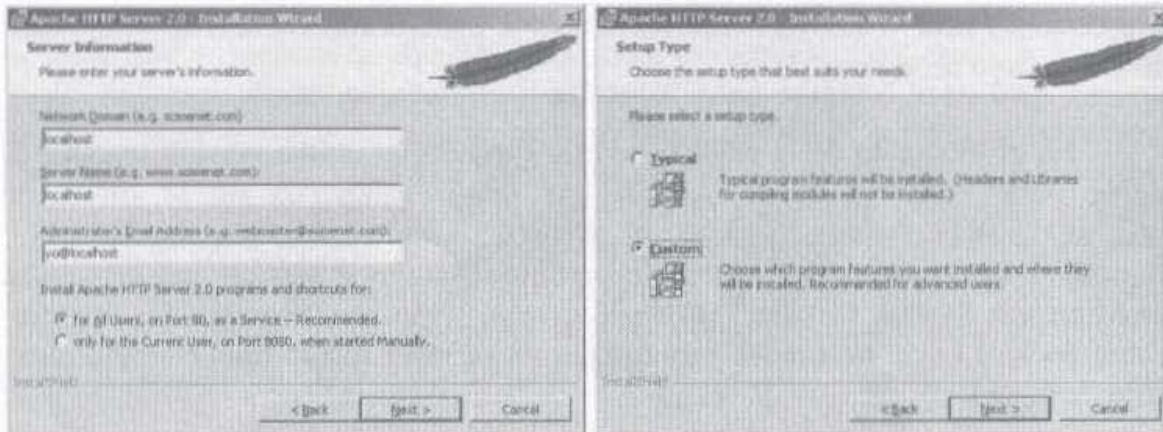 Apache HTTP Server 2.0 - Installation Wizard
Server Information
Please enter your server's information.
Network Domain (e.g. somenet.com)
localhost
Server Name (e.g. www.somenet.com):
localhost
Administrator's Email Address (e.g. webmaster@somenet.com):
yo@localhost
Install Apache HTTP Server 2.0 programs and shortcuts for:
for All Users, on Port 80, as a Service -- Recommended.
only for the Current User, on Port 8080, when started Manually.
InstallShield
< Back
Next >
Cancel
Apache HTTP Server 2.0 - Installation Wizard
Setup Type
Choose the setup type that best suits your needs.
Please select a setup type.
Typical
Typical program features will be installed. (Headers and Libraries
for compiling modules will not be installed.)
Custom
Choose which program features you want installed and where they
will be installed. Recommended for advanced users.
InstallShield
< Back
Next >
Cancel